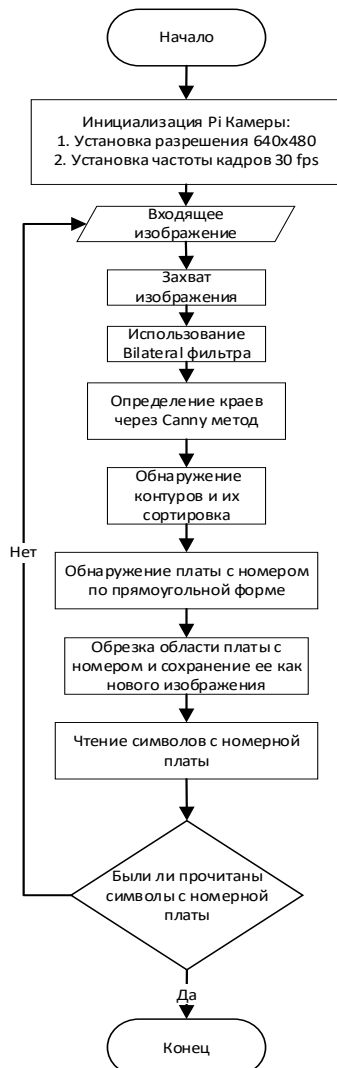 Начало
Инициализация Pi Камеры:
1. Установка разрешения 640x480
2. Установка частоты кадров 30 fps
Входящее
изображение
Захват
изображения
Использование
Bilateral фильтра
Определение краев
через Canny метод
Обнаружение
контуров и их
сортировка
Нет
Обнаружение платы с номером
по прямоугольной форме
Обрезка области платы с
номером и сохранение ее как
нового изображения
Чтение символов с номерной
платы
Были ли прочитаны
символы с номерной
платы
Да
Конец